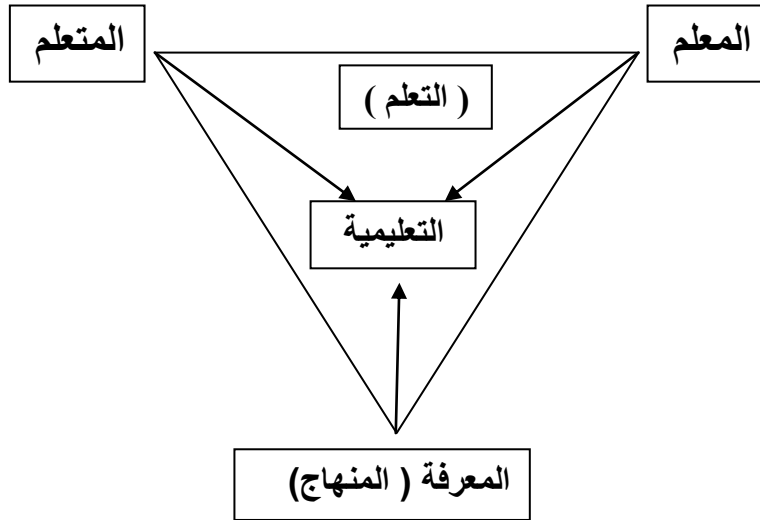 المعلم
المتعلم
( التعلم )
التعليمية
المعرفة ( المنهاج)